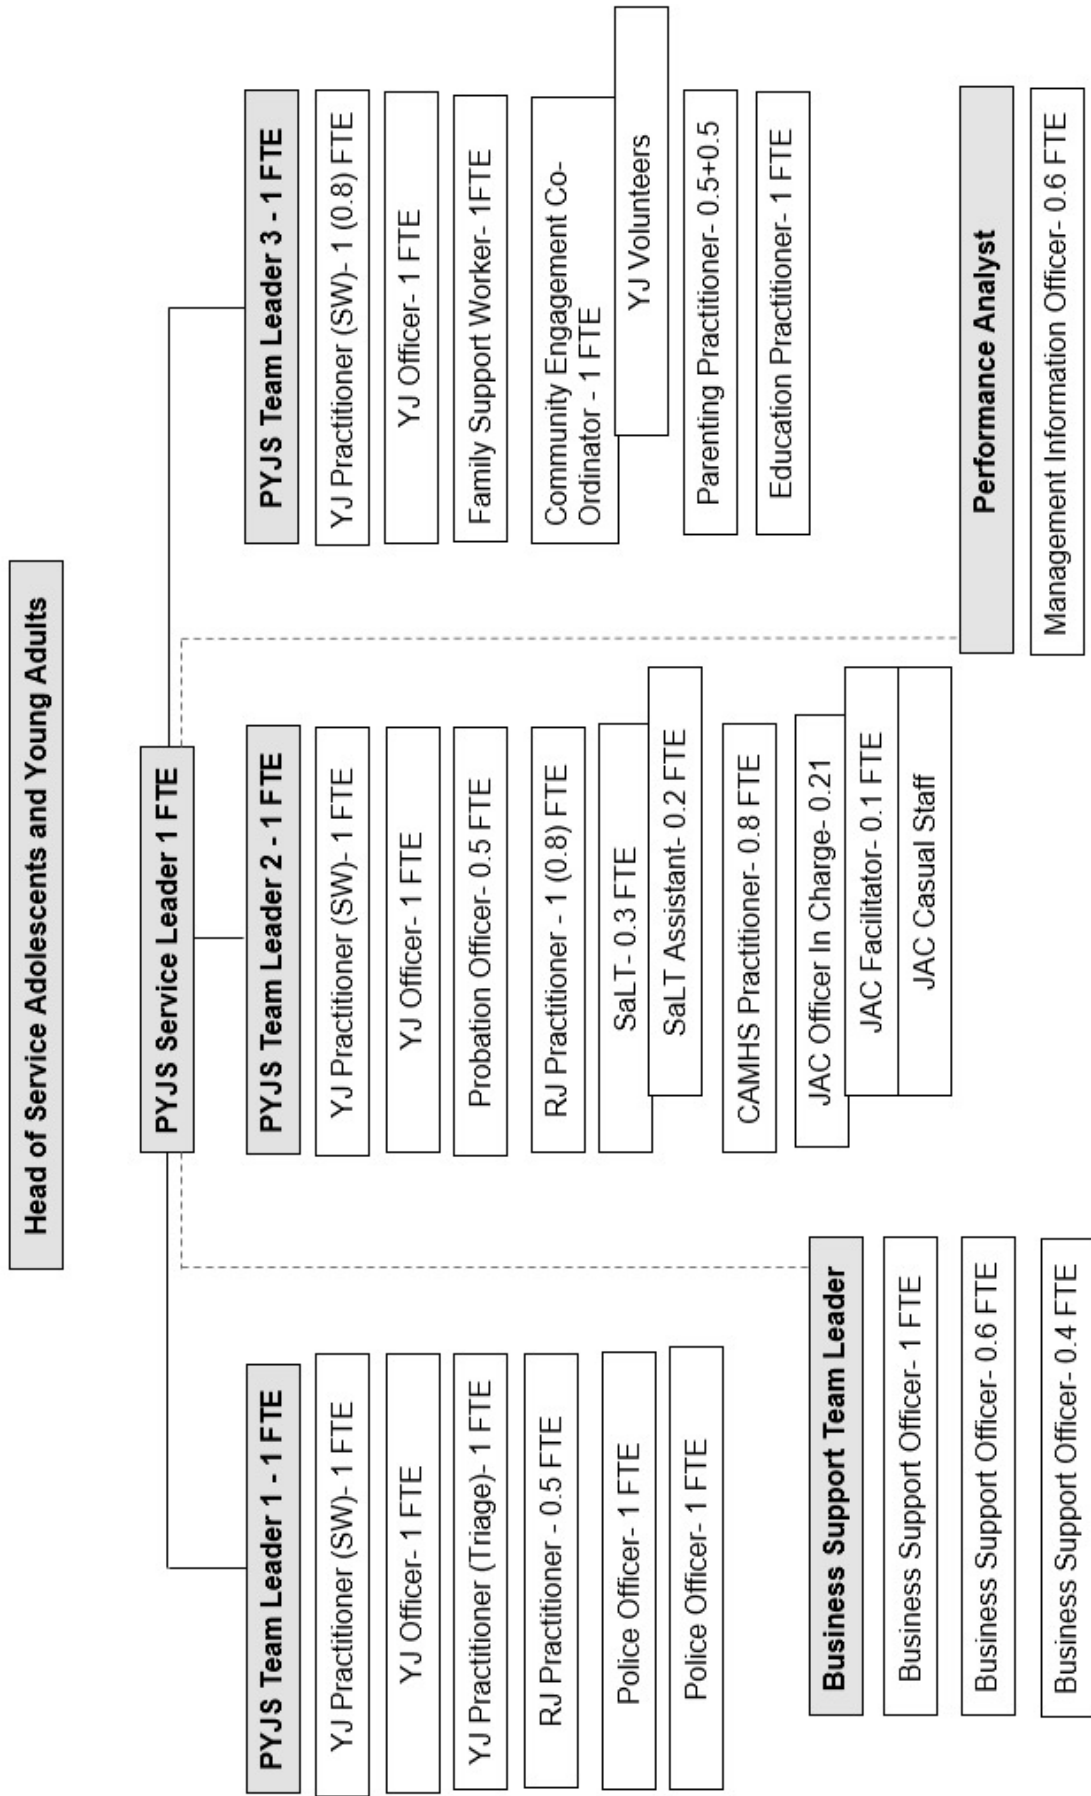 Head of Service Adolescents and Young Adults
PYJS Service Leader 1 FTE
PYJS Team Leader 1 - 1 FTE
YJ Practitioner (SW)- 1 FTE
YJ Officer- 1 FTE
YJ Practitioner (Triage)- 1 FTE
RJ Practitioner - 0.5 FTE
Police Officer- 1 FTE
Police Officer- 1 FTE
Business Support Team Leader
Business Support Officer- 1 FTE
Business Support Officer- 0.6 FTE
Business Support Officer- 0.4 FTE
PYJS Team Leader 2 - 1 FTE
YJ Practitioner (SW)- 1 FTE
YJ Officer- 1 FTE
Probation Officer- 0.5 FTE
RJ Practitioner - 1 (0.8) FTE
SaLT- 0.3 FTE
SaLT Assistant- 0.2 FTE
CAMHS Practitioner- 0.8 FTE
JAC Officer In Charge- 0.21
JAC Facilitator- 0.1 FTE
JAC Casual Staff
PYJS Team Leader 3 - 1 FTE
YJ Practitioner (SW)- 1 (0.8) FTE
YJ Officer- 1 FTE
Family Support Worker- 1FTE
Community Engagement Co-
Ordinator - 1 FTE
YJ Volunteers
Parenting Practitioner- 0.5+0.5
Education Practitioner- 1 FTE
Performance Analyst
Management Information Officer- 0.6 FTE